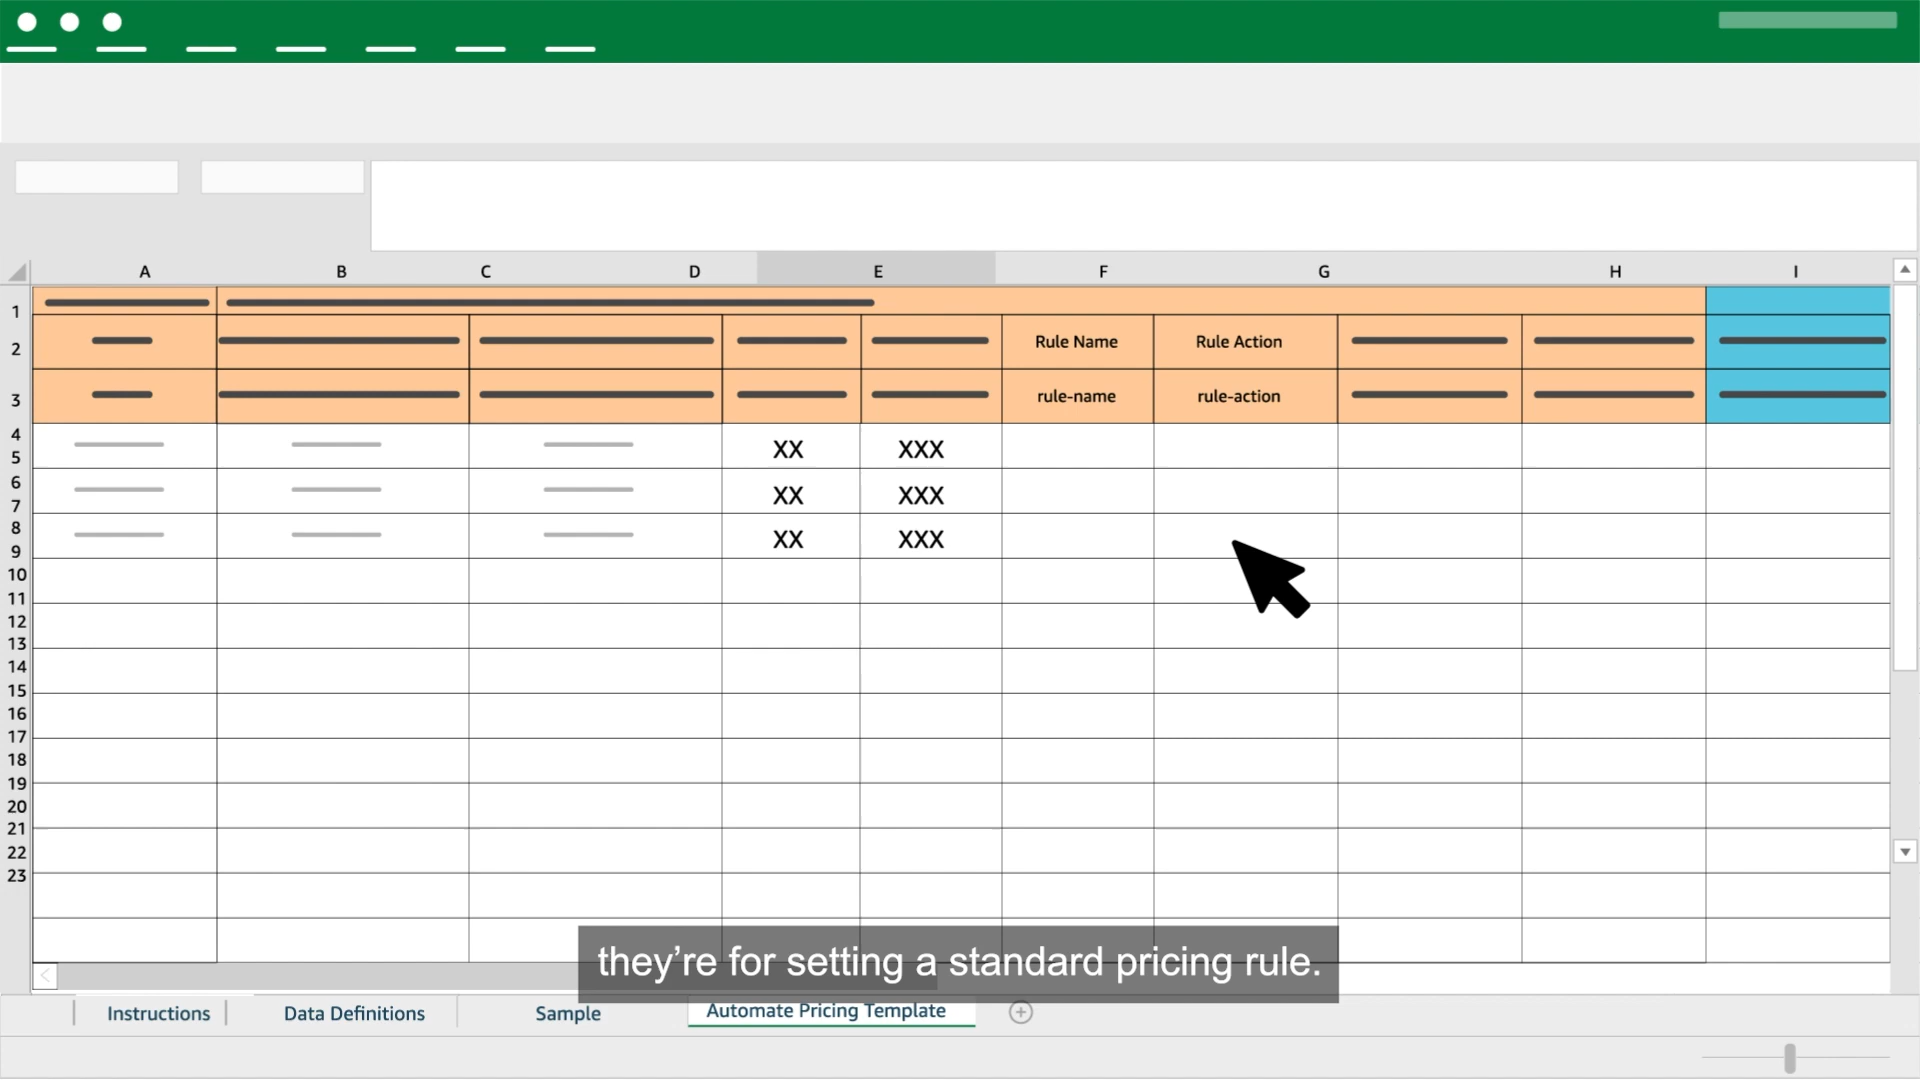 A B C D E F G H I
1
2 Rule Name Rule Action
3 rule-name rule-action
4
XX XXX
5
6
XX XXX
7
8
XX XXX
9
10
11
12
13
14
15
16
17
18
19
20
21
22
23
they’re for setting a standard pricing rule.
Instructions Data Definitions Sample Automate Pricing Template